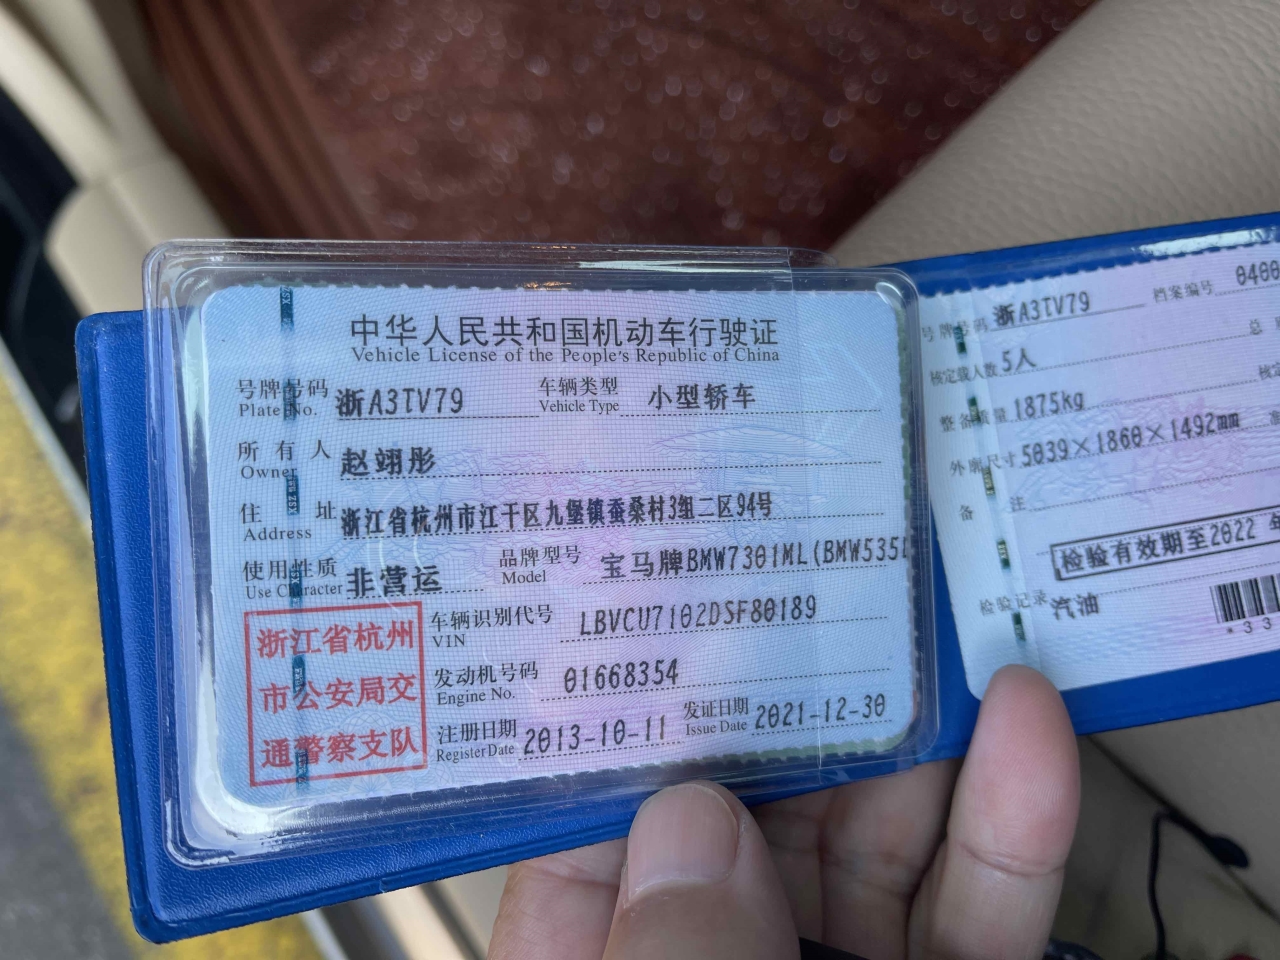 中华人民共和国机动车行驶证
Vehicle License of the People's Republic of China
号牌号码 浙A3TV79 车辆类型 小型轿车
Plate No. Vehicle Type
所有人 赵翊彤
Owner
住址 浙江省杭州市江干区九堡镇蚕桑村3组二区94号
Address
使用性质 非营运 品牌型号 宝马牌BMW7301ML(BMW535L
Use Character Model
浙江省杭州
市公安局交
通警察支队
车辆识别代号 LBVCU7102DSF80189
VIN
发动机号码 01668354
Engine No.
注册日期 2013-10-11 发证日期 2021-12-30
Register Date Issue Date
号牌号码 浙A3TV79 档案编号 0400
核定载人数 5人 总
整备质量 1875kg 核定
外廓尺寸 5039×1860×1492mm
备注
检验有效期至2022
检验记录 汽油
*33